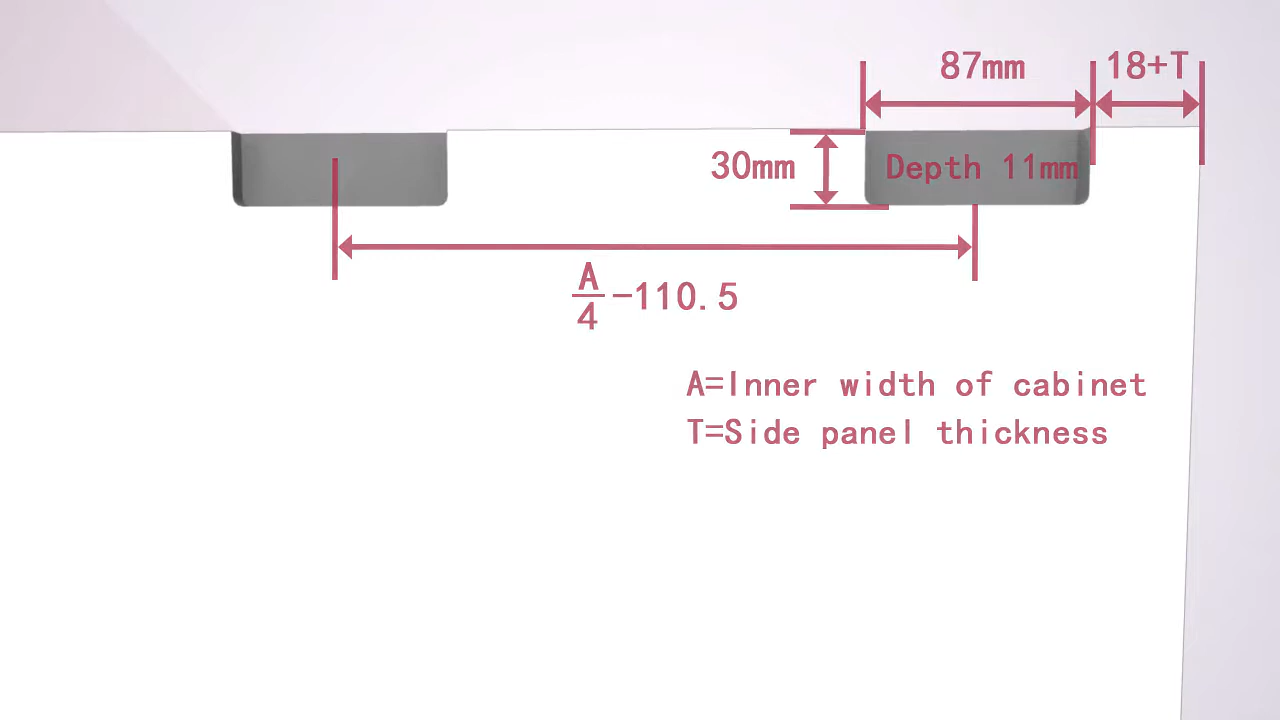 87mm
18+T
30mm
Depth 11mm
A/4-110.5
A=Inner width of cabinet
T=Side panel thickness